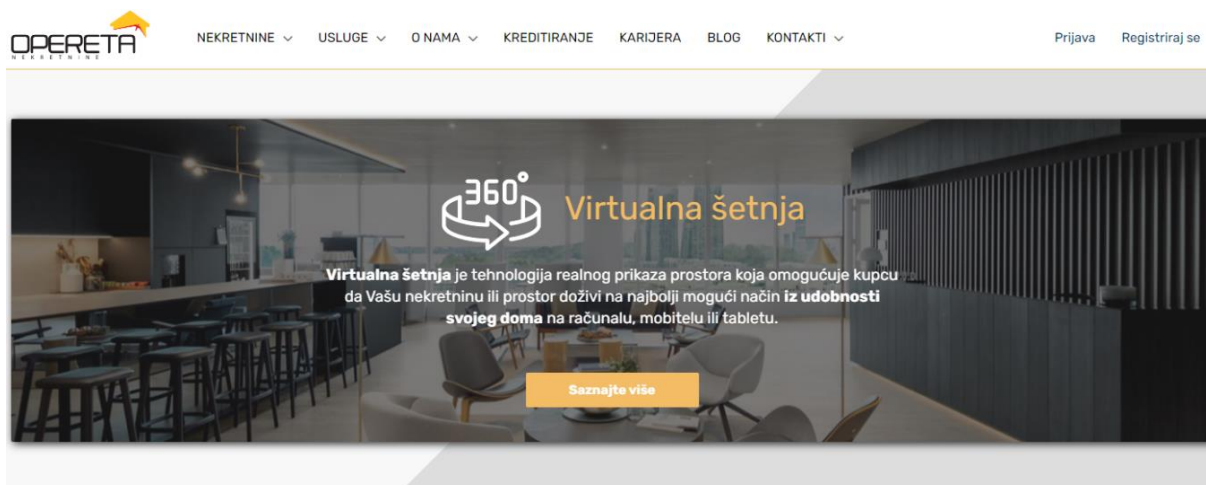 OPERETA
NEKRETNINE
NEKRETNINE USLUGE O NAMA KREDITIRANJE KARIJERA BLOG KONTAKTI Prijava Registriraj se
360° Virtualna šetnja
Virtualna šetnja je tehnologija realnog prikaza prostora koja omogućuje kupcu
da Vašu nekretninu ili prostor doživi na najbolji mogući način iz udobnosti
svojeg doma na računalu, mobitelu ili tabletu.
Saznajte više